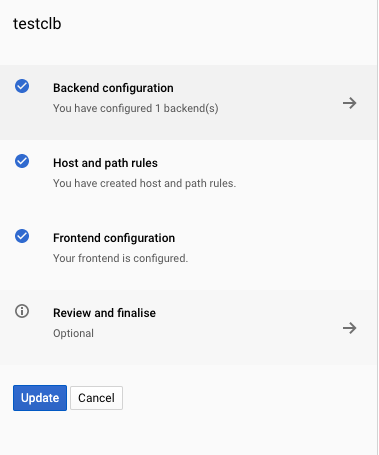 testclb
Backend configuration
You have configured 1 backend(s)
Host and path rules
You have created host and path rules.
Frontend configuration
Your frontend is configured.
Review and finalise
Optional
Update Cancel